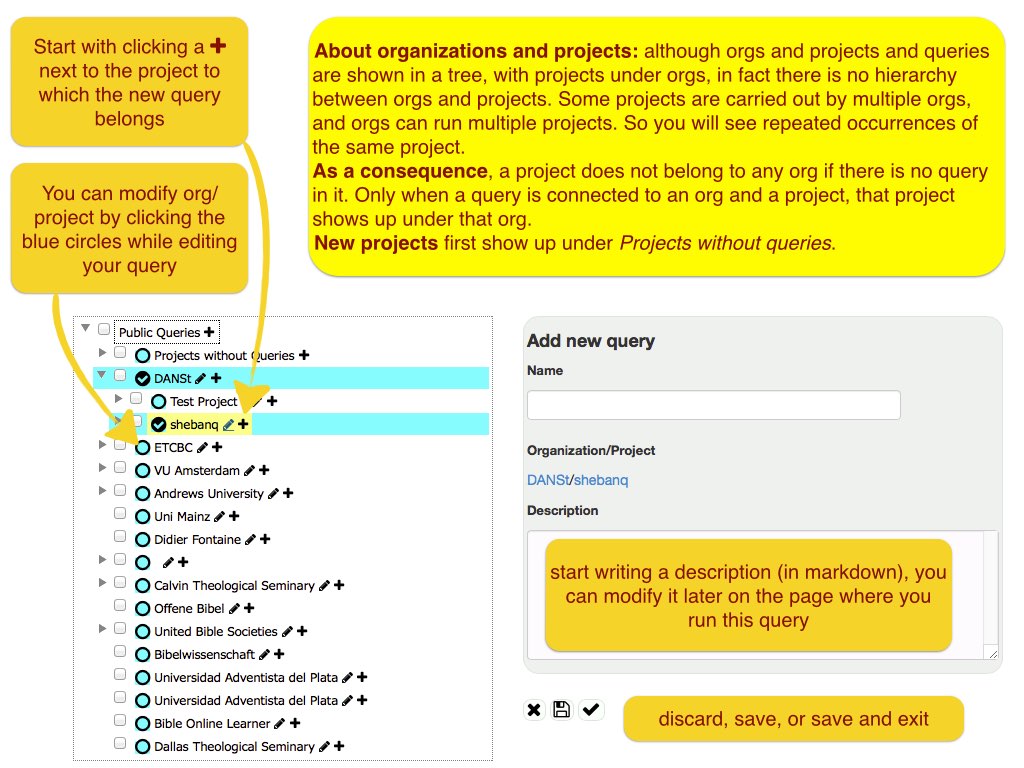 Start with clicking a ✚
next to the project to
which the new query
belongs
About organizations and projects: although orgs and projects and queries
are shown in a tree, with projects under orgs, in fact there is no hierarchy
between orgs and projects. Some projects are carried out by multiple orgs,
and orgs can run multiple projects. So you will see repeated occurrences of
the same project.
As a consequence, a project does not belong to any org if there is no query
in it. Only when a query is connected to an org and a project, that project
shows up under that org.
New projects first show up under Projects without queries.
You can modify org/
project by clicking the
blue circles while editing
your query
Public Queries
Projects without Queries
DANSt
Test Project
shebanq
ETCBC
VU Amsterdam
Andrews University
Uni Mainz
Didier Fontaine
Calvin Theological Seminary
Offene Bibel
United Bible Societies
Bibelwissenschaft
Universidad Adventista del Plata
Universidad Adventista del Plata
Bible Online Learner
Dallas Theological Seminary
Add new query
Name
Organization/Project
DANSt/shebanq
Description
start writing a description (in markdown), you
can modify it later on the page where you
run this query
discard, save, or save and exit